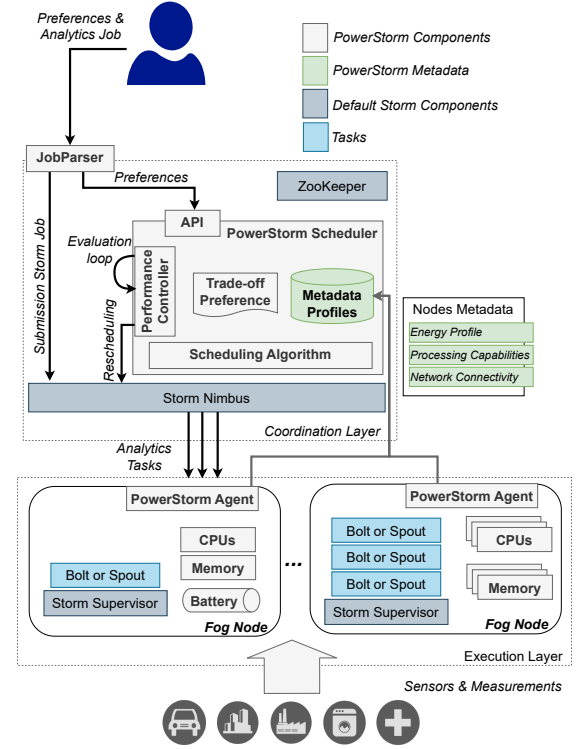 Preferences &
Analytics Job
PowerStorm Components
PowerStorm Metadata
Default Storm Components
Tasks
JobParser
Preferences
ZooKeeper
API
PowerStorm Scheduler
Submission Storm Job
Evaluation
loop
Performance
Controller
Trade-off
Preference
Metadata
Profiles
Rescheduling
Scheduling Algorithm
Nodes Metadata
Energy Profile
Processing Capabilities
Network Connectivity
Storm Nimbus
Analytics
Tasks
Coordination Layer
PowerStorm Agent
CPUs
Memory
Bolt or Spout
Battery
Storm Supervisor
Fog Node
...
PowerStorm Agent
Bolt or Spout
CPUs
Bolt or Spout
Bolt or Spout
Memory
Storm Supervisor
Fog Node
Execution Layer
Sensors & Measurements